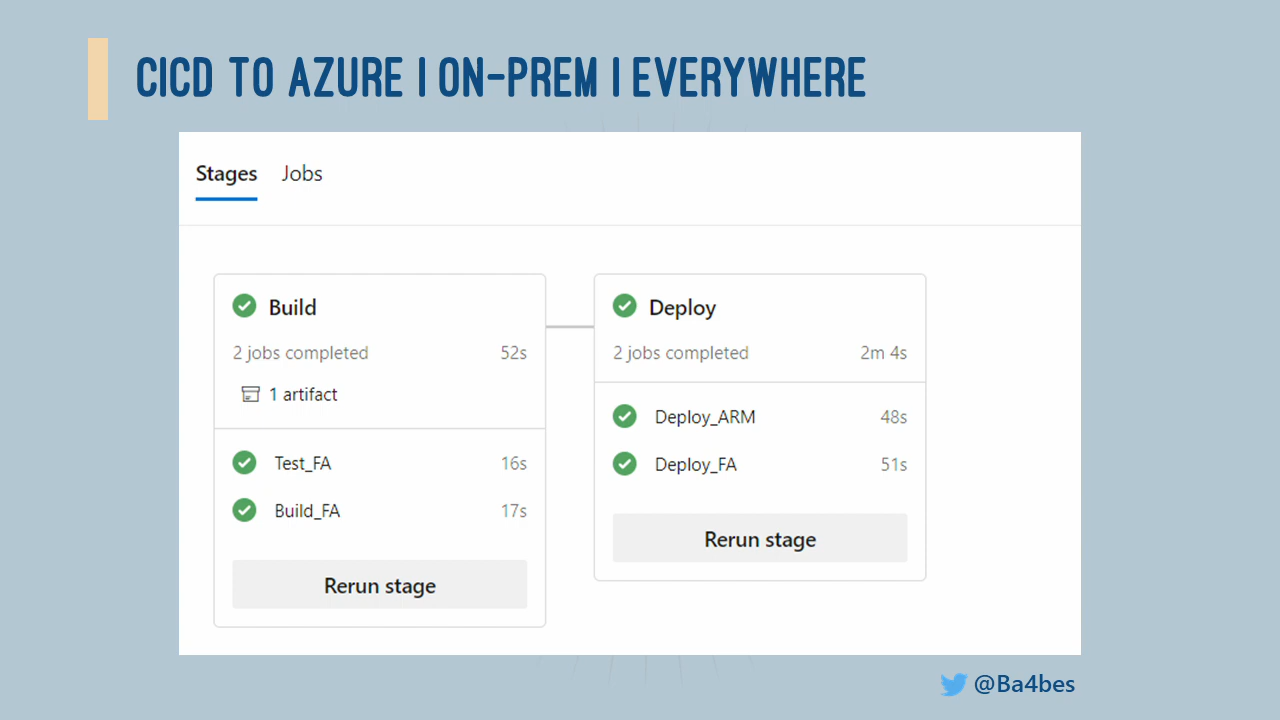 CICD TO AZURE | ON-PREM | EVERYWHERE
Stages Jobs
Build
2 jobs completed 52s
1 artifact
Test_FA 16s
Build_FA 17s
Rerun stage
Deploy
2 jobs completed 2m 4s
Deploy_ARM 48s
Deploy_FA 51s
Rerun stage
@Ba4bes